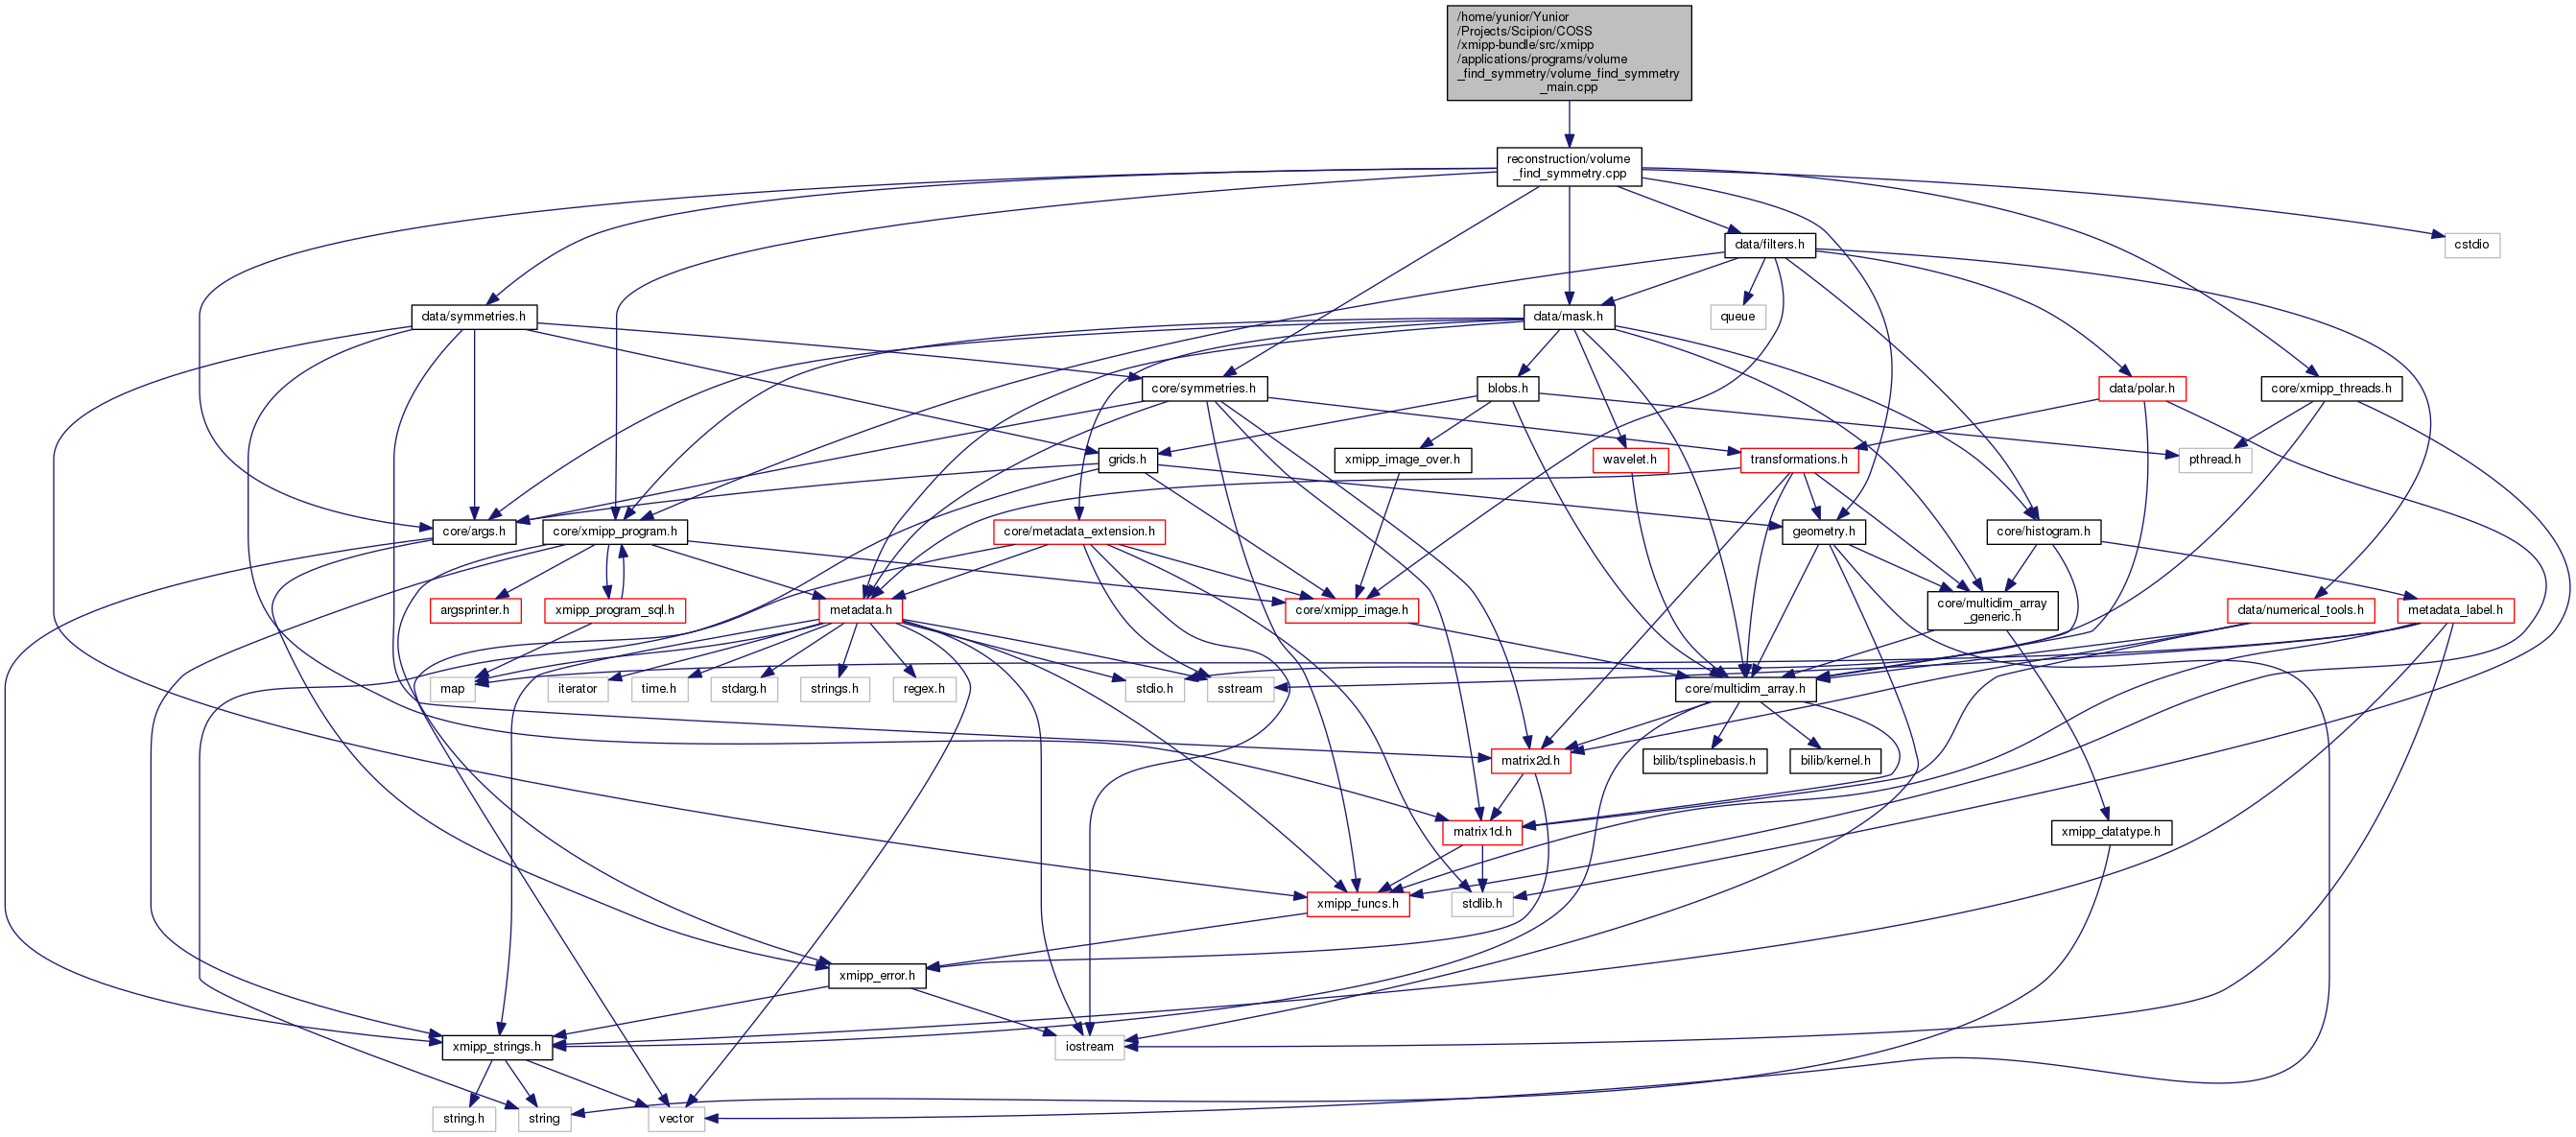 /home/yunior/Yunior
/Projects/Scipion/COSS
/xmipp-bundle/src/xmipp
/applications/programs/volume
_find_symmetry/volume_find_symmetry
_main.cpp
reconstruction/volume
_find_symmetry.cpp
data/filters.h
cstdio
data/symmetries.h
data/mask.h
queue
core/symmetries.h
blobs.h
data/polar.h
core/xmipp_threads.h
grids.h
xmipp_image_over.h
wavelet.h
transformations.h
pthread.h
core/args.h
core/xmipp_program.h
core/metadata_extension.h
geometry.h
core/histogram.h
argsprinter.h
xmipp_program_sql.h
metadata.h
core/xmipp_image.h
core/multidim_array
_generic.h
data/numerical_tools.h
metadata_label.h
map
iterator
time.h
stdarg.h
strings.h
regex.h
stdio.h
sstream
core/multidim_array.h
matrix2d.h
bilib/tsplinebasis.h
bilib/kernel.h
matrix1d.h
xmipp_datatype.h
xmipp_funcs.h
stdlib.h
xmipp_error.h
xmipp_strings.h
iostream
string.h
string
vector